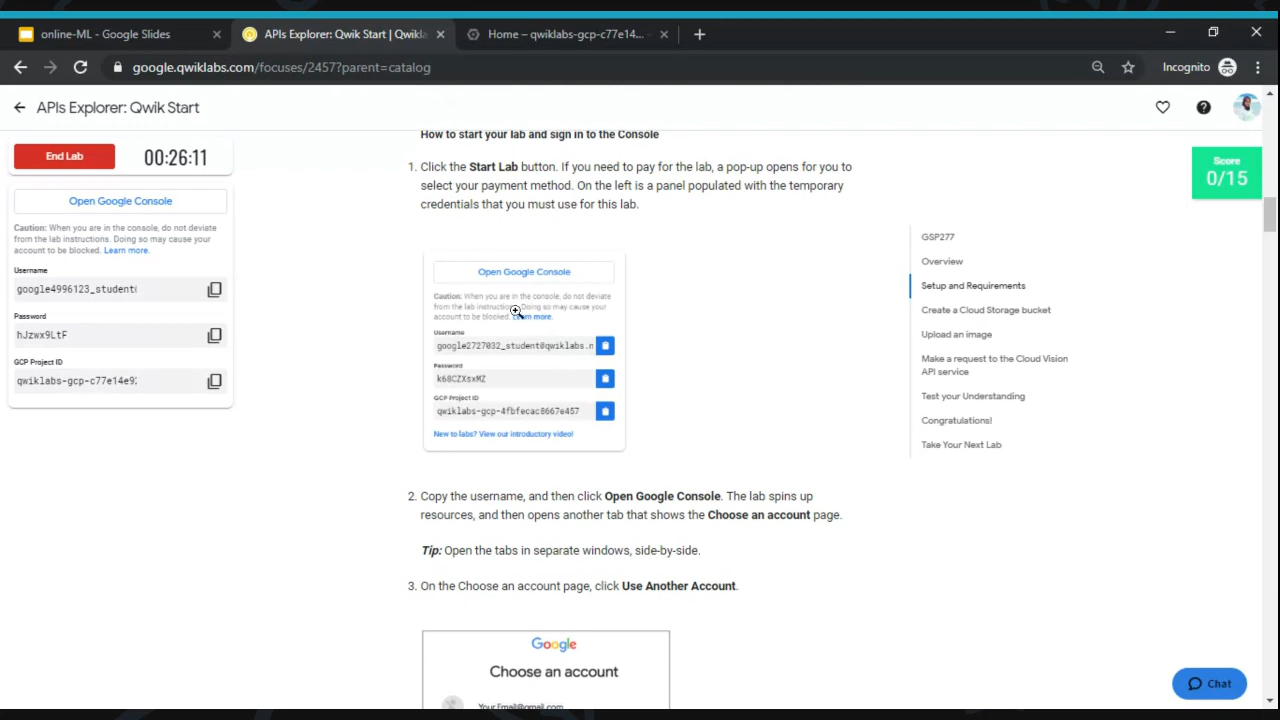 online-ML - Google Slides
APIs Explorer: Qwik Start | Qwikla
Home – qwiklabs-gcp-c77e14...
google.qwiklabs.com/focuses/2457?parent=catalog
Incognito
APIs Explorer: Qwik Start
End Lab
00:26:11
Open Google Console
Caution: When you are in the console, do not deviate
from the lab instructions. Doing so may cause your
account to be blocked. Learn more.
Username
google4996123_student
Password
hJzwx9LtF
GCP Project ID
qwiklabs-gcp-c77e14e9
How to start your lab and sign in to the Console
1. Click the Start Lab button. If you need to pay for the lab, a pop-up opens for you to
select your payment method. On the left is a panel populated with the temporary
credentials that you must use for this lab.
Open Google Console
Caution: When you are in the console, do not deviate
from the lab instructions. Doing so may cause your
account to be blocked. Learn more.
Username
google2727032_student@qwiklabs.n
Password
k68CZXsxMZ
GCP Project ID
qwiklabs-gcp-4fbfecac8667e457
New to labs? View our introductory video!
2. Copy the username, and then click Open Google Console. The lab spins up
resources, and then opens another tab that shows the Choose an account page.
Tip: Open the tabs in separate windows, side-by-side.
3. On the Choose an account page, click Use Another Account.
Google
Choose an account
Your.Email@gmail.com
Score
0/15
GSP277
Overview
Setup and Requirements
Create a Cloud Storage bucket
Upload an image
Make a request to the Cloud Vision
API service
Test your Understanding
Congratulations!
Take Your Next Lab
Chat